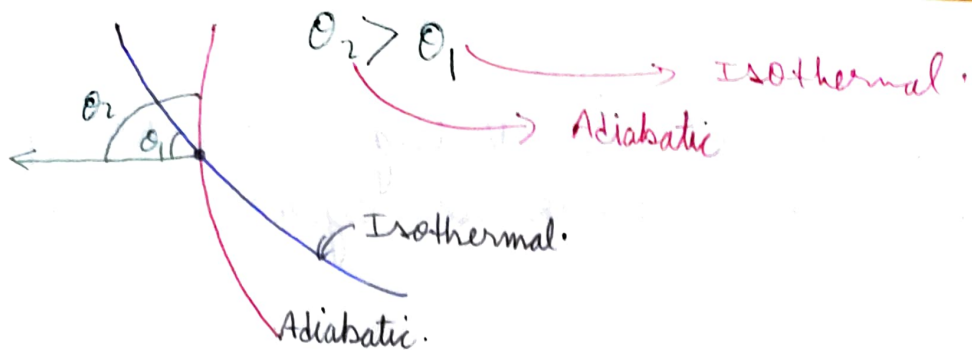 θ₂ > θ₁
Isothermal.
Adiabatic
θ₂
θ₁
Isothermal.
Adiabatic.